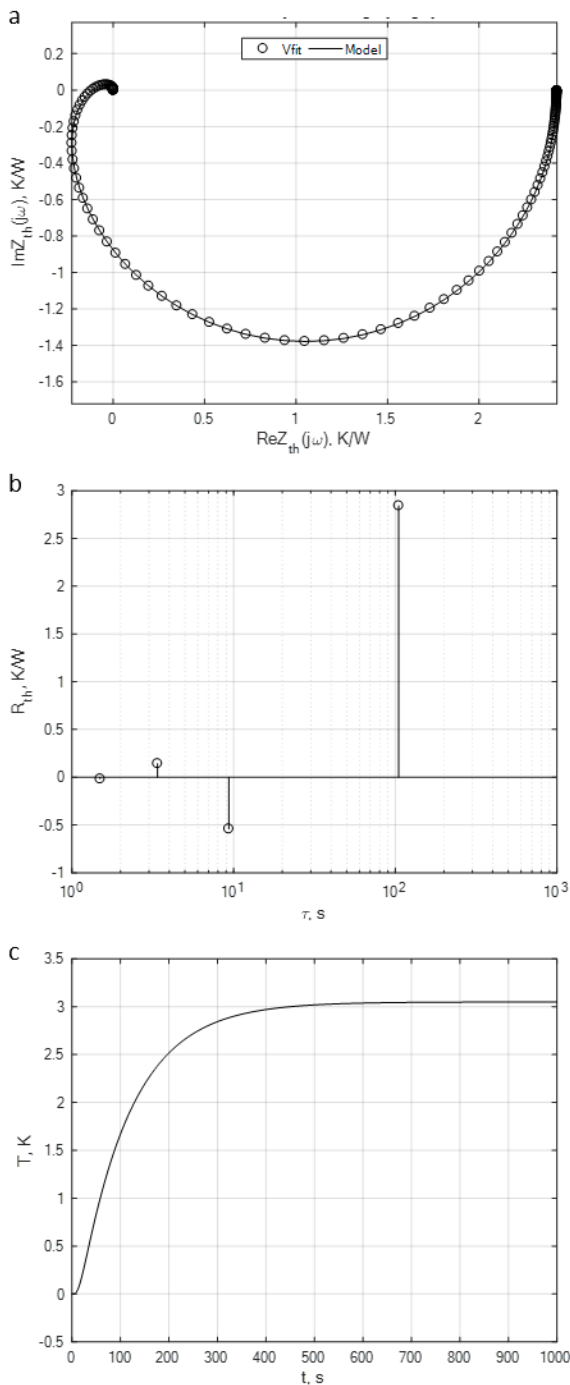 a
0.2
0
-0.2
-0.4
-0.6
-0.8
-1
-1.2
-1.4
-1.6
ImZth(jω), K/W
Vfit Model
0 0.5 1 1.5 2
ReZth(jω), K/W
b
3
2.5
2
1.5
1
0.5
0
-0.5
-1
Rth, K/W
10^0 10^1 10^2 10^3
τ, s
c
3.5
3
2.5
2
1.5
1
0.5
0
-0.5
T, K
0 100 200 300 400 500 600 700 800 900 1000
t, s